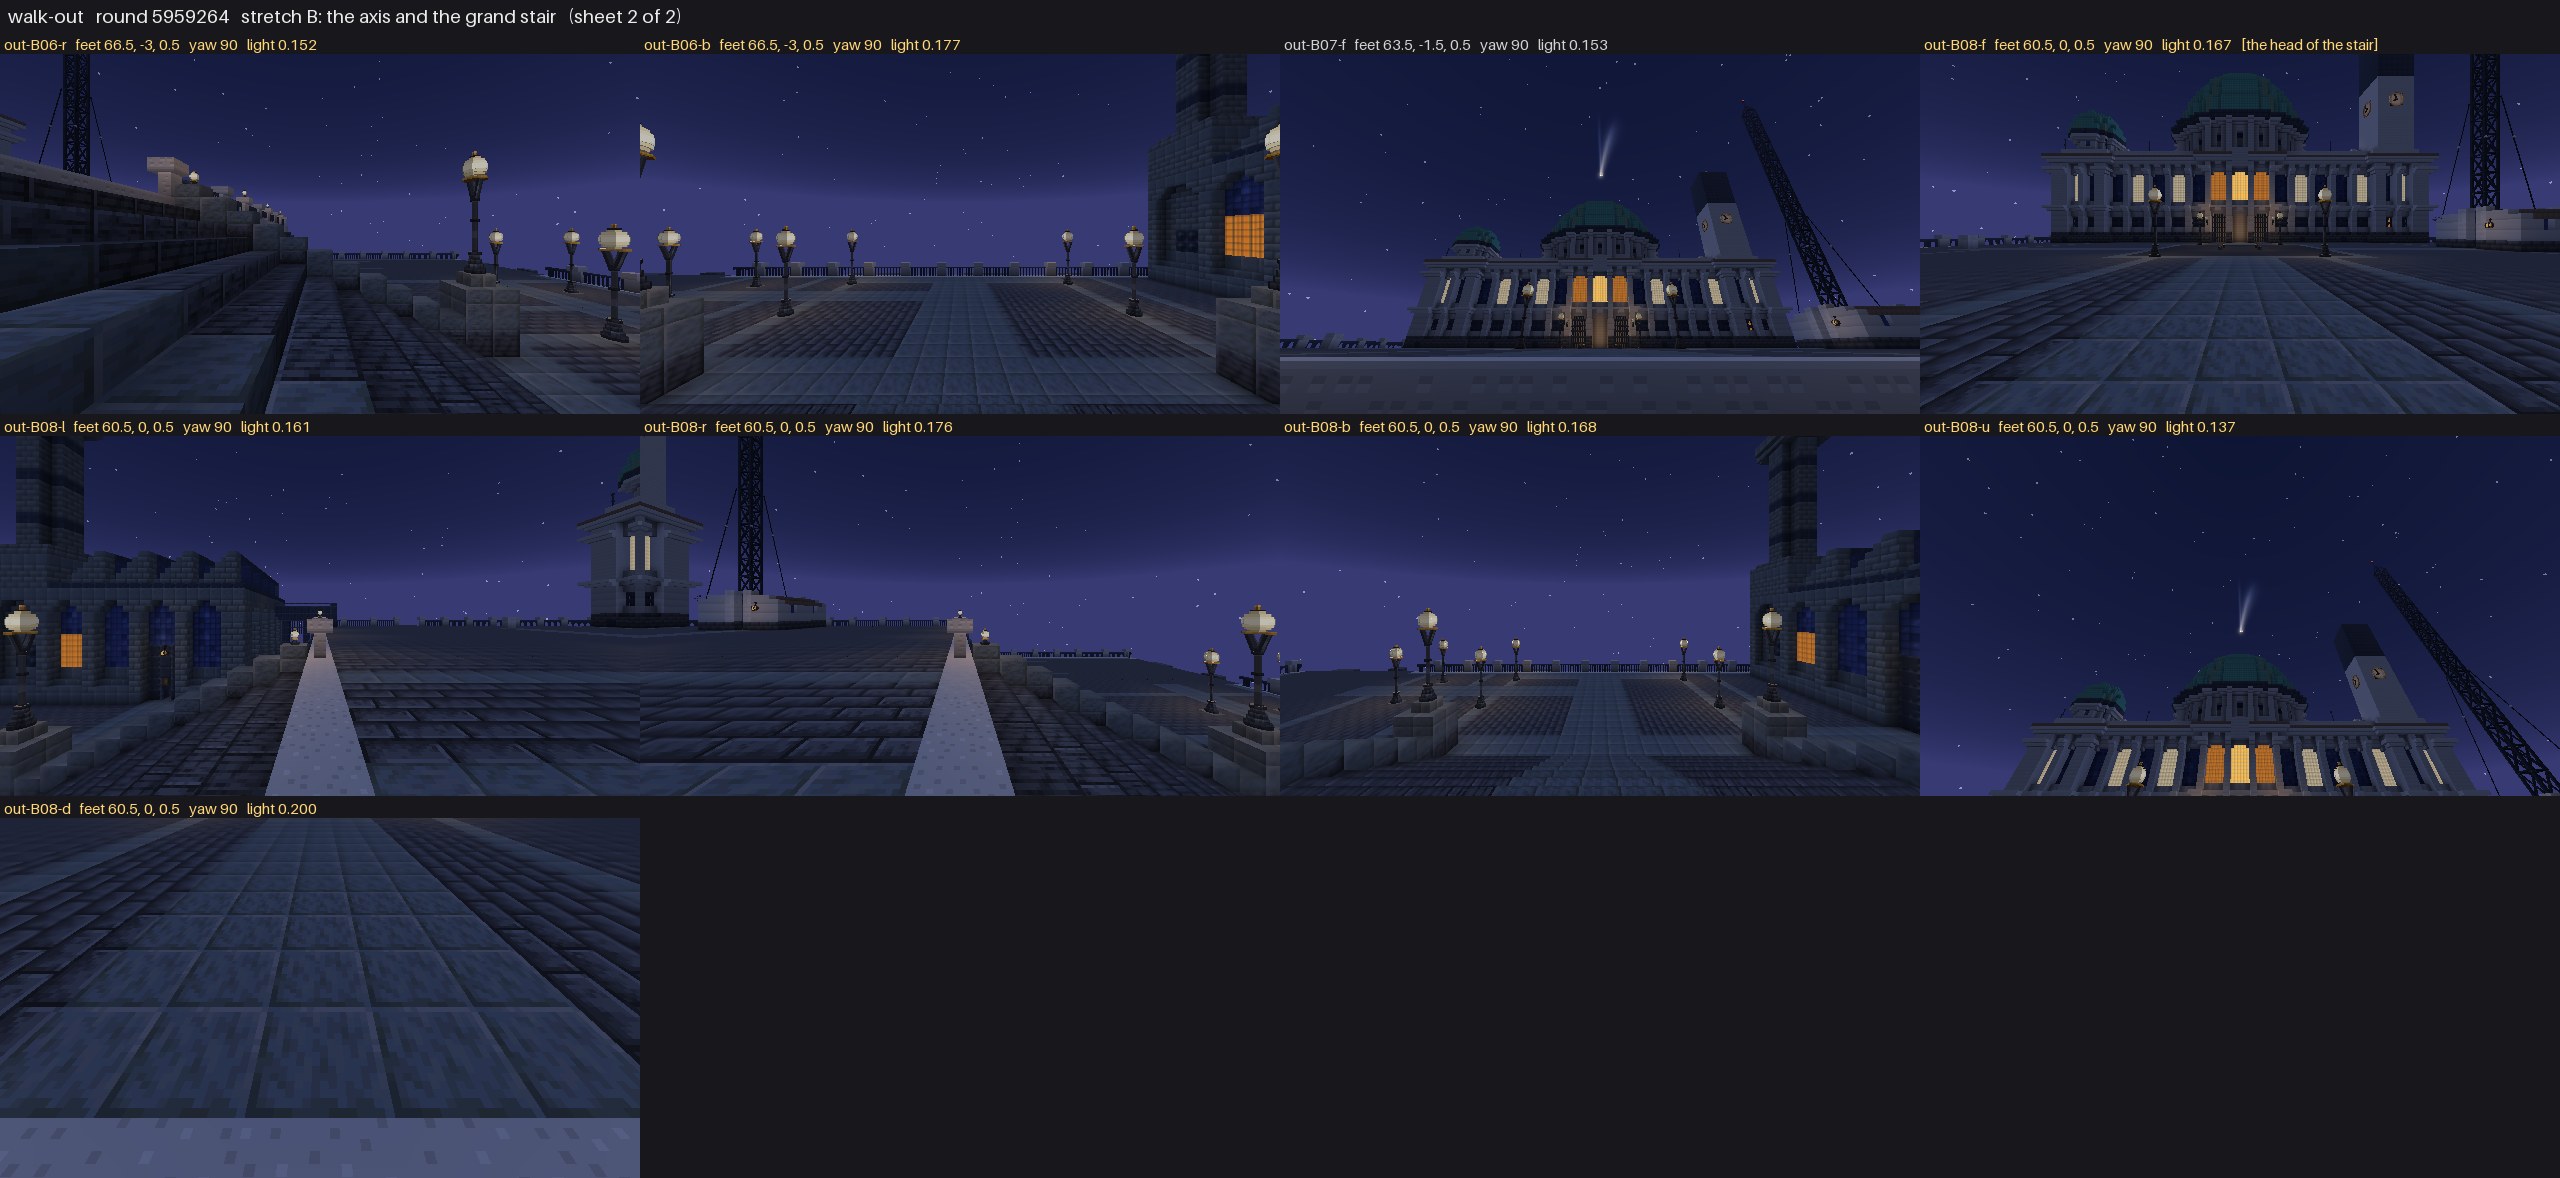 walk-out round 5959264 stretch B: the axis and the grand stair (sheet 2 of 2)
out-B06-r feet 66.5, -3, 0.5 yaw 90 light 0.152
out-B06-b feet 66.5, -3, 0.5 yaw 90 light 0.177
out-B07-f feet 63.5, -1.5, 0.5 yaw 90 light 0.153
out-B08-f feet 60.5, 0, 0.5 yaw 90 light 0.167 [the head of the stair]
out-B08-l feet 60.5, 0, 0.5 yaw 90 light 0.161
out-B08-r feet 60.5, 0, 0.5 yaw 90 light 0.176
out-B08-b feet 60.5, 0, 0.5 yaw 90 light 0.168
out-B08-u feet 60.5, 0, 0.5 yaw 90 light 0.137
out-B08-d feet 60.5, 0, 0.5 yaw 90 light 0.200